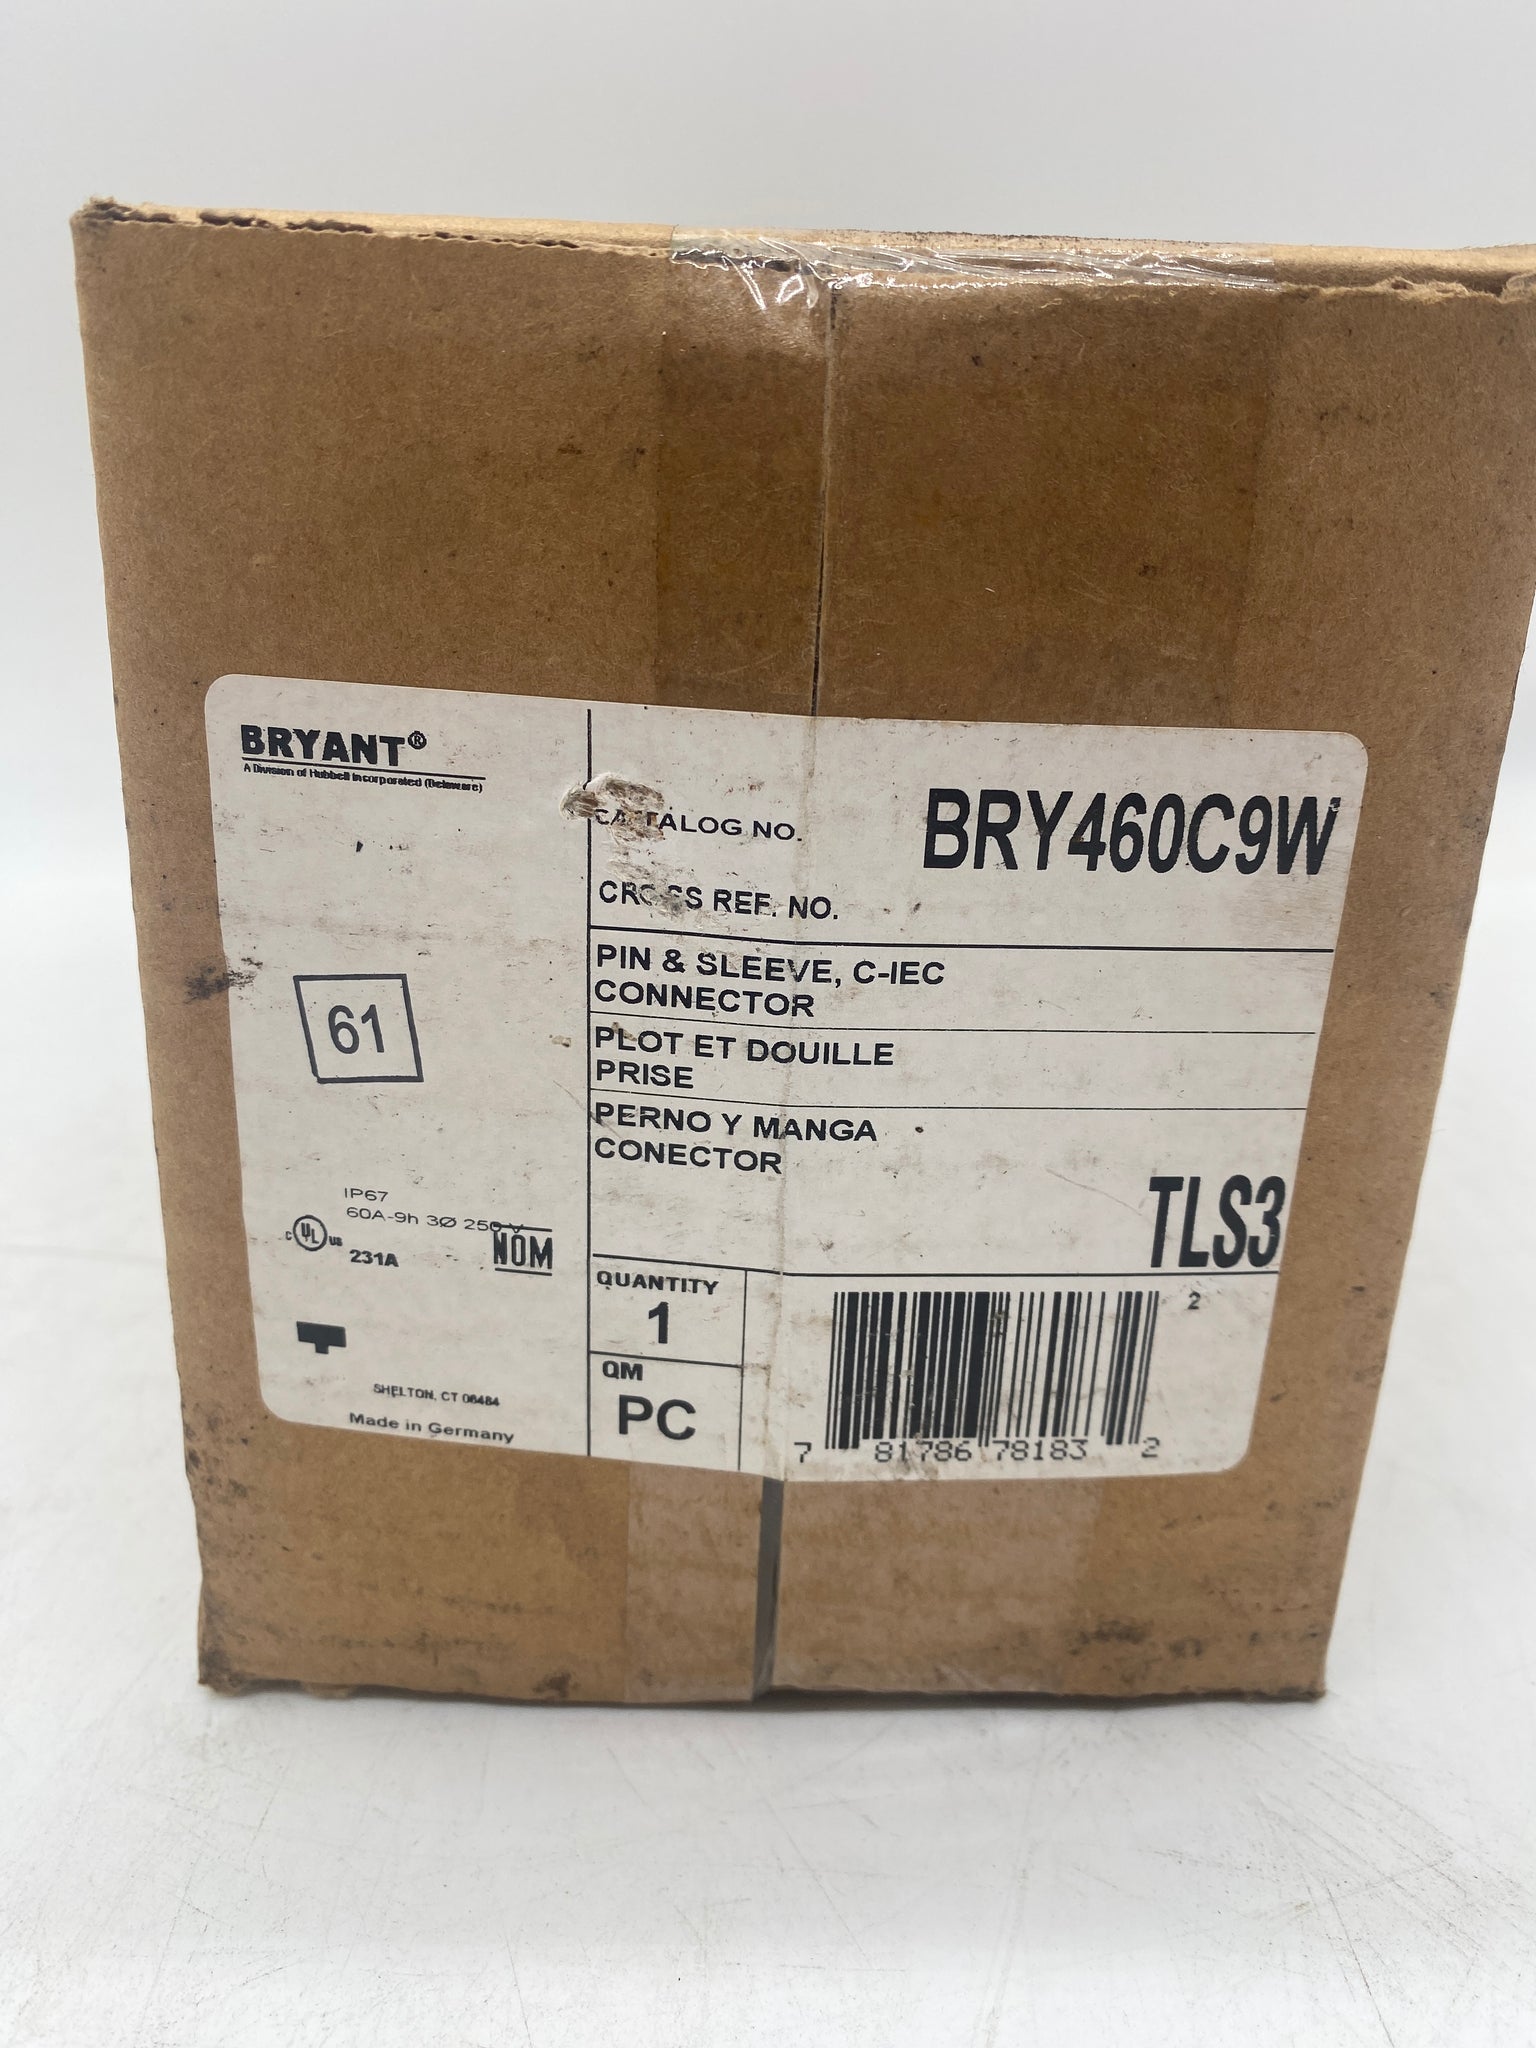 BRYANT®
A Division of Hubbell Incorporated (Delaware)
61
IP67
60A-9h 3Ø 250 V
C UL US
231A
NOM
SHELTON, CT 06484
Made in Germany
CATALOG NO.
BRY460C9W
CROSS REF. NO.
PIN & SLEEVE, C-IEC
CONNECTOR
PLOT ET DOUILLE
PRISE
PERNO Y MANGA
CONECTOR
TLS3
QUANTITY
1
QM
PC
2
7 81786 78183 2